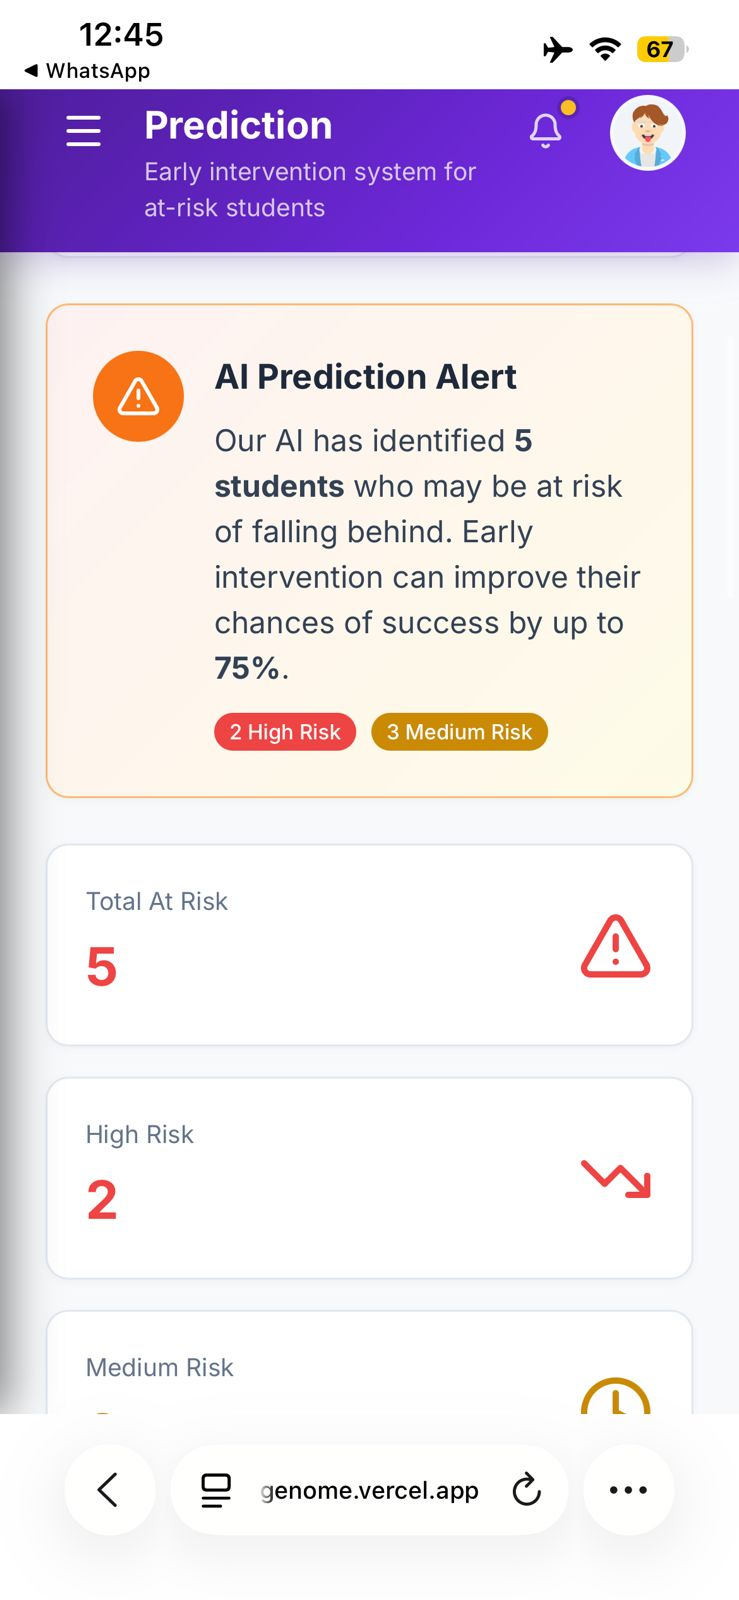 12:45
67
◀ WhatsApp
Prediction
Early intervention system for
at-risk students
AI Prediction Alert
Our AI has identified 5
students who may be at risk
of falling behind. Early
intervention can improve their
chances of success by up to
75%.
2 High Risk
3 Medium Risk
Total At Risk
5
High Risk
2
Medium Risk
genome.vercel.app